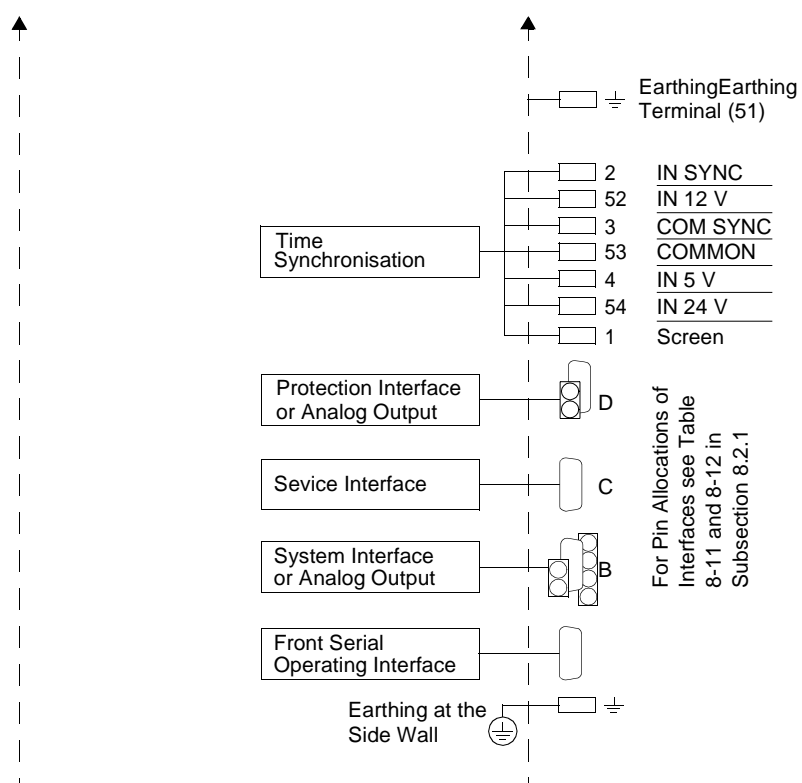 EarthingEarthing
Terminal (51)
2 IN SYNC
52 IN 12 V
3 COM SYNC
53 COMMON
4 IN 5 V
54 IN 24 V
1 Screen
Time
Synchronisation
Protection Interface
or Analog Output
D
Sevice Interface
C
System Interface
or Analog Output
B
Front Serial
Operating Interface
For Pin Allocations of
Interfaces see Table
8-11 and 8-12 in
Subsection 8.2.1
Earthing at the
Side Wall